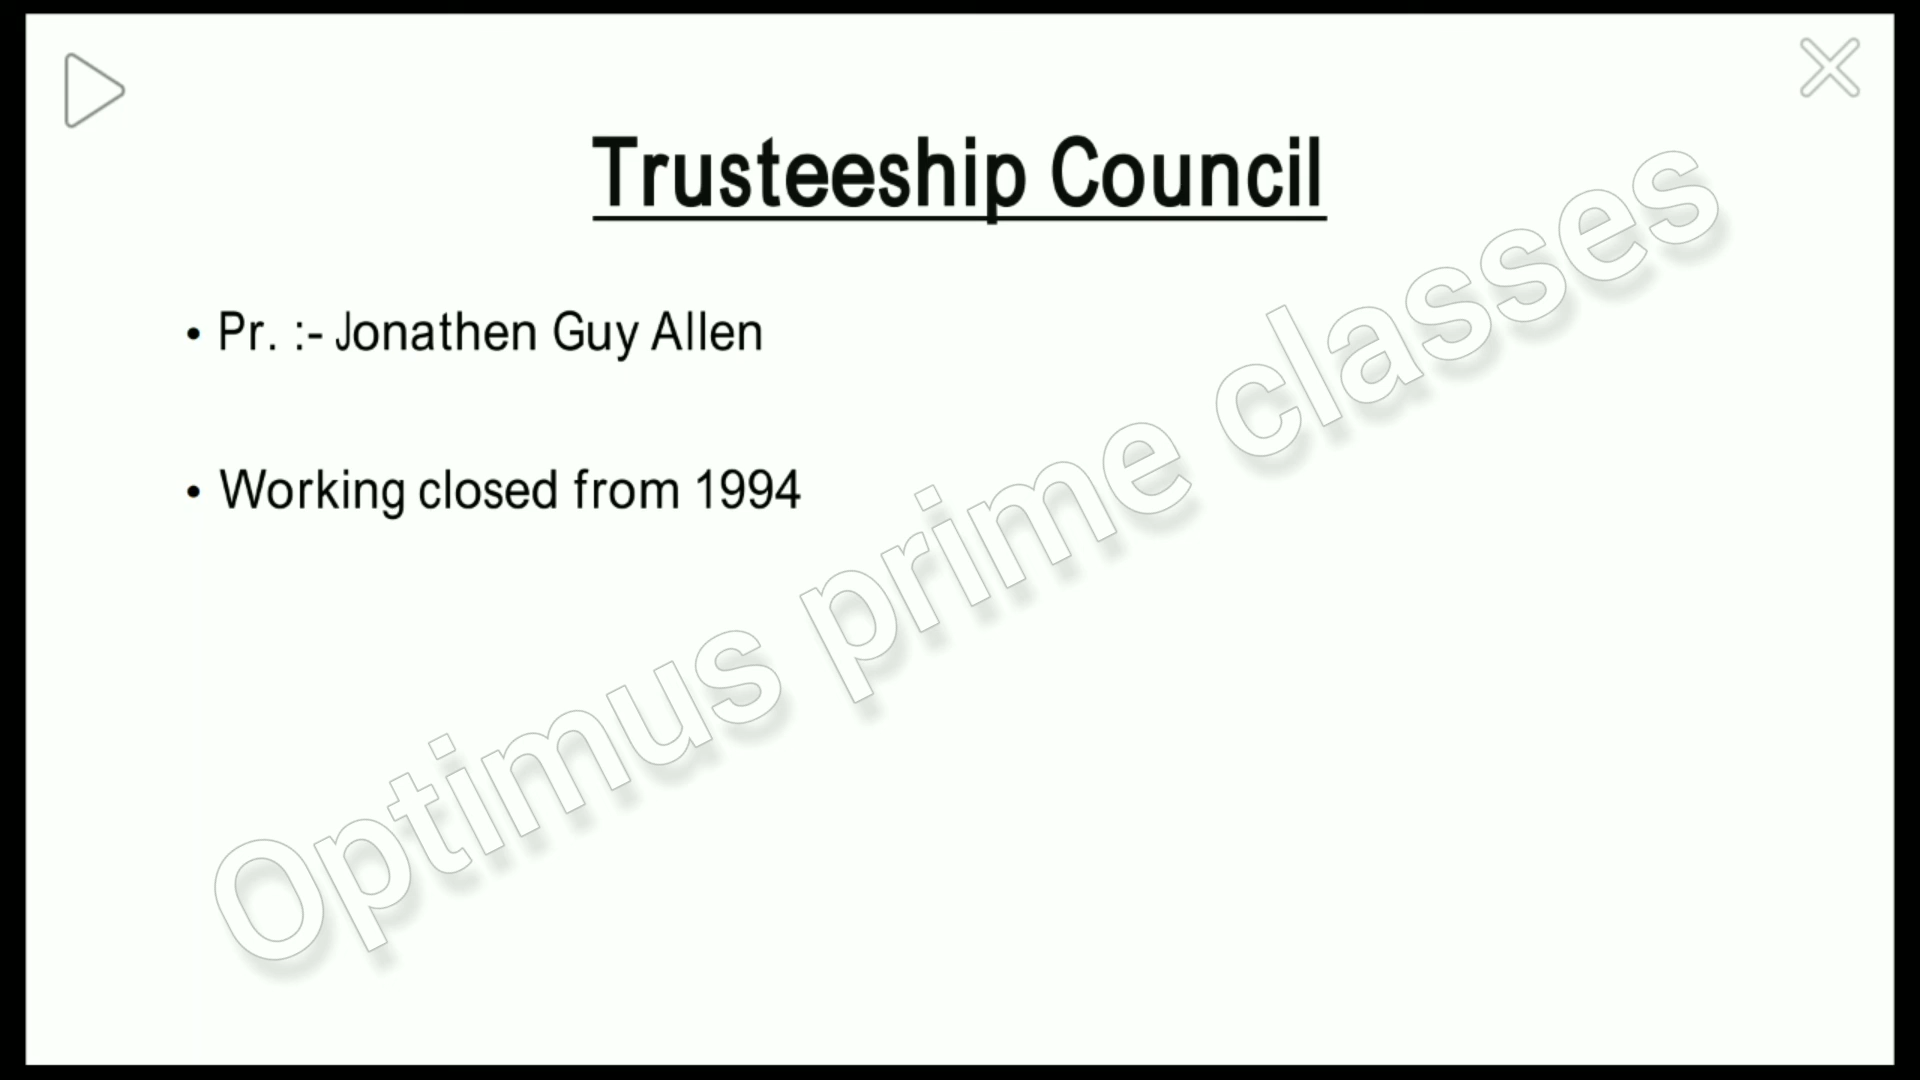 Trusteeship Council
• Pr. :- Jonathen Guy Allen
• Working closed from 1994
Optimus prime classes